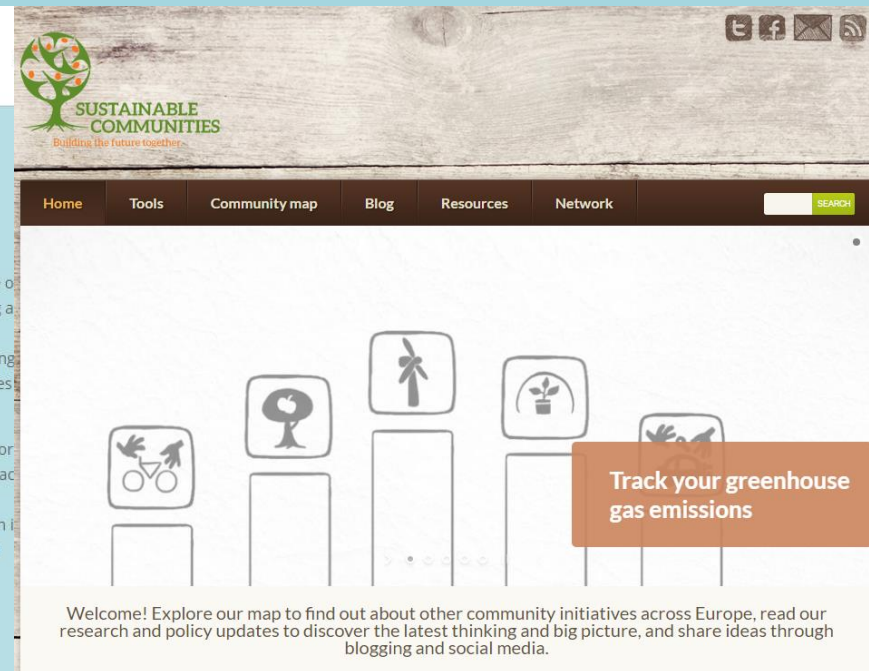 SUSTAINABLE
COMMUNITIES
Building the future together
Home Tools Community map Blog Resources Network SEARCH
Track your greenhouse
gas emissions
Welcome! Explore our map to find out about other community initiatives across Europe, read our
research and policy updates to discover the latest thinking and big picture, and share ideas through
blogging and social media.